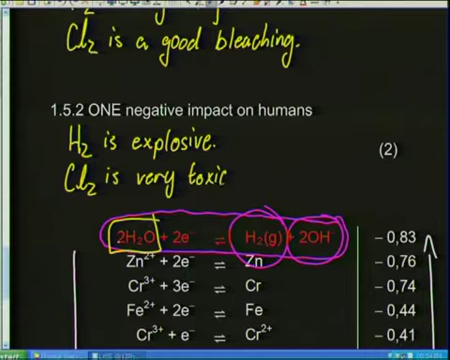 Cl₂ is a good bleaching.
1.5.2 ONE negative impact on humans
H₂ is explosive.
(2)
Cl₂ is very toxic
2H₂O + 2e⁻ ⇌ H₂(g) + 2OH⁻ − 0,83
Zn²⁺ + 2e⁻ ⇌ Zn − 0,76
Cr³⁺ + 3e⁻ ⇌ Cr − 0,74
Fe²⁺ + 2e⁻ ⇌ Fe − 0,44
Cr³⁺ + e⁻ ⇌ Cr²⁺ − 0,41